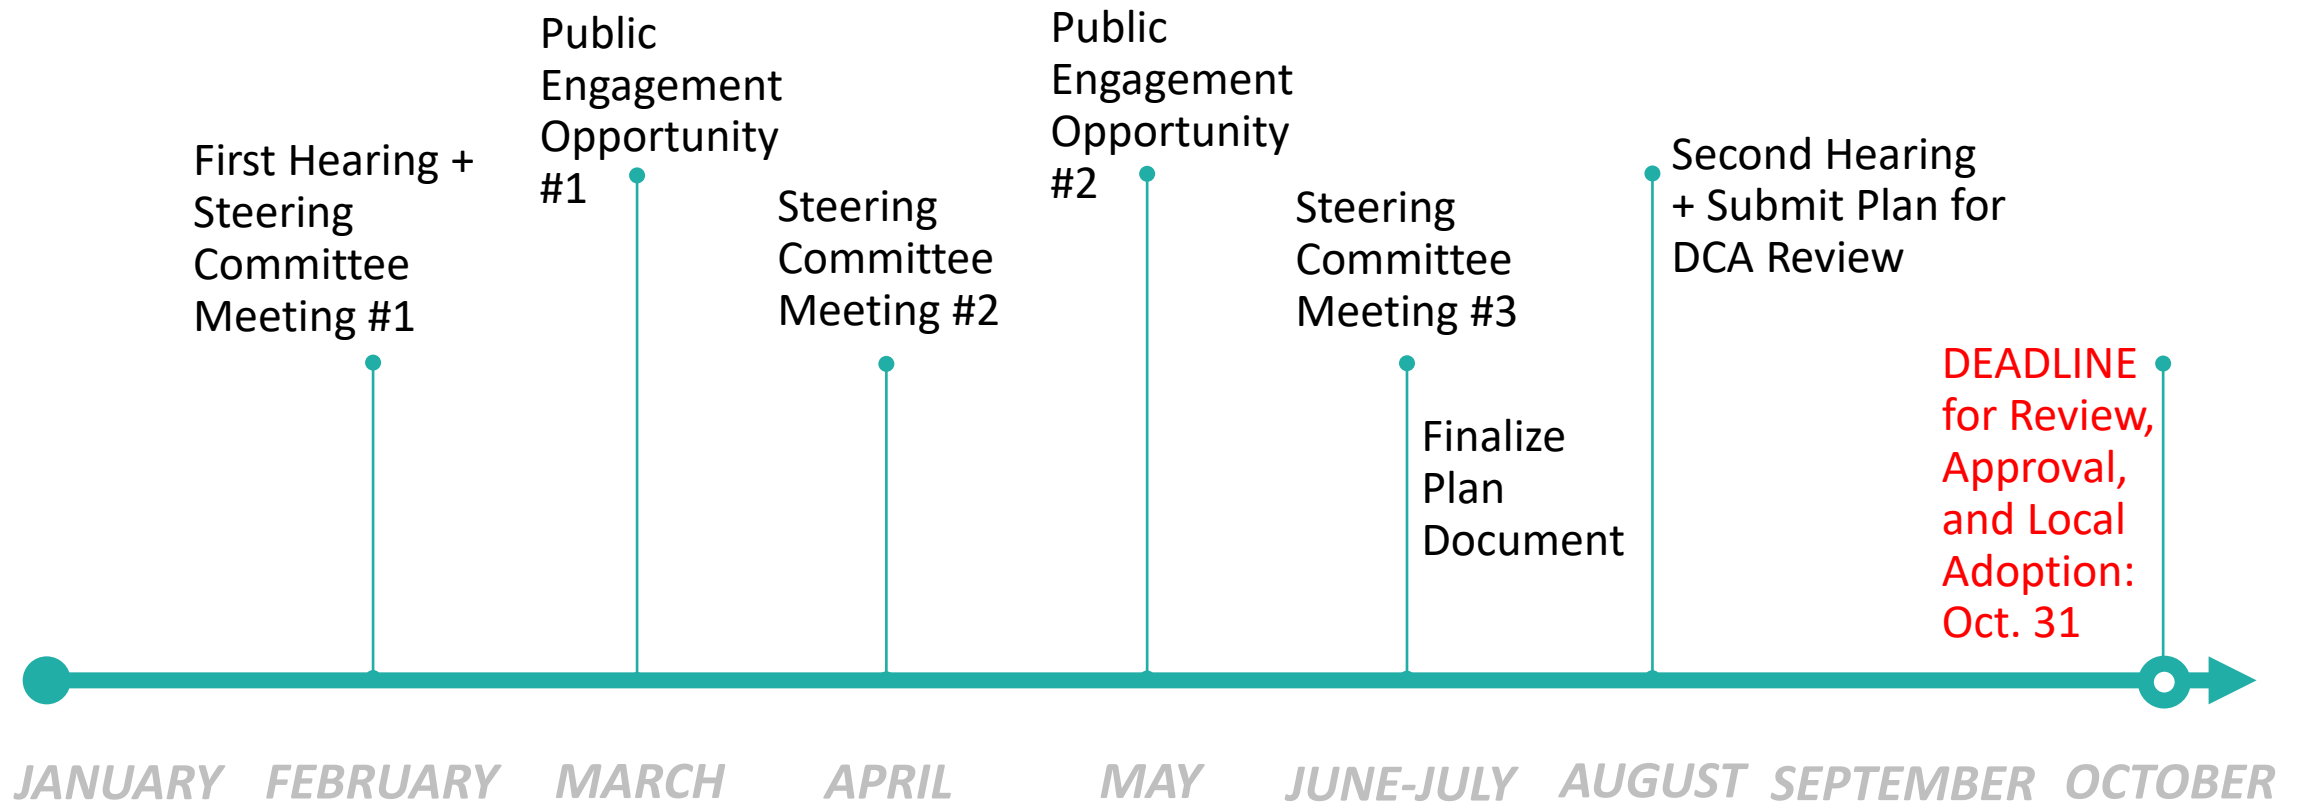 First Hearing +
Steering
Committee
Meeting #1
Public
Engagement
Opportunity
#1
Steering
Committee
Meeting #2
Public
Engagement
Opportunity
#2
Steering
Committee
Meeting #3
Finalize
Plan
Document
Second Hearing
+ Submit Plan for
DCA Review
DEADLINE
for Review,
Approval,
and Local
Adoption:
Oct. 31
JANUARY FEBRUARY MARCH APRIL MAY JUNE-JULY AUGUST SEPTEMBER OCTOBER